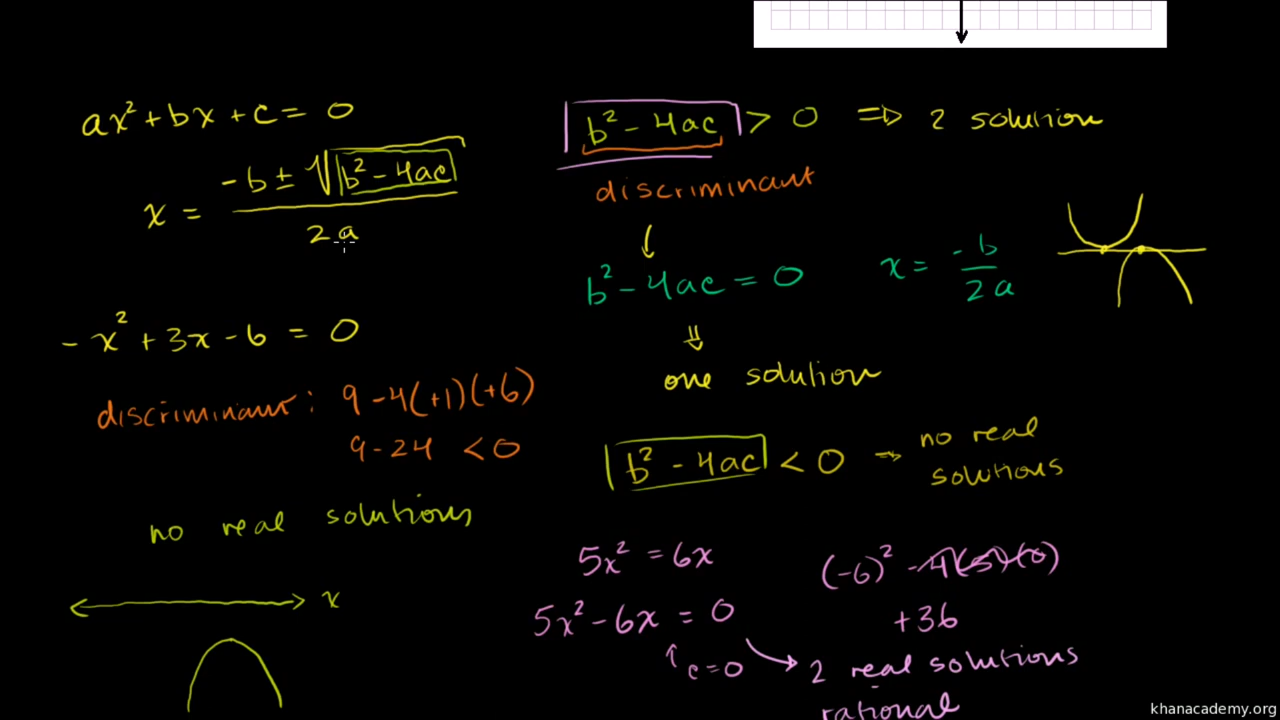 ax² + bx + c = 0
x = (-b ± √(b² - 4ac)) / 2a
-x² + 3x - 6 = 0
discriminant: 9 - 4(+1)(+6)
9 - 24 < 0
no real solutions
x
b² - 4ac > 0 ⇒ 2 solution
discriminant
b² - 4ac = 0
x = -b / 2a
⇓
one solution
b² - 4ac < 0 ⇒ no real
solutions
5x² = 6x
5x² - 6x = 0
c = 0
(-6)² - 4(5)(0)
+36
2 real solutions
rational
khanacademy.org